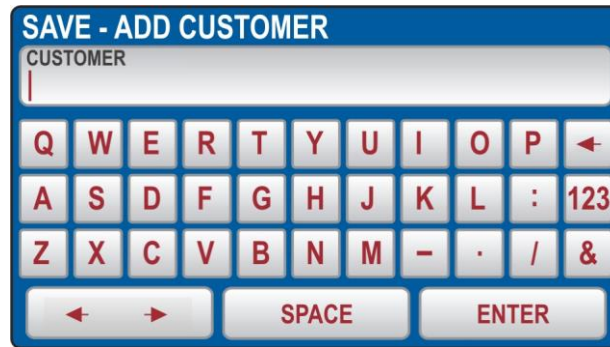 SAVE - ADD CUSTOMER
CUSTOMER
Q W E R T Y U I O P
A S D F G H J K L : 123
Z X C V B N M - . / &
SPACE ENTER